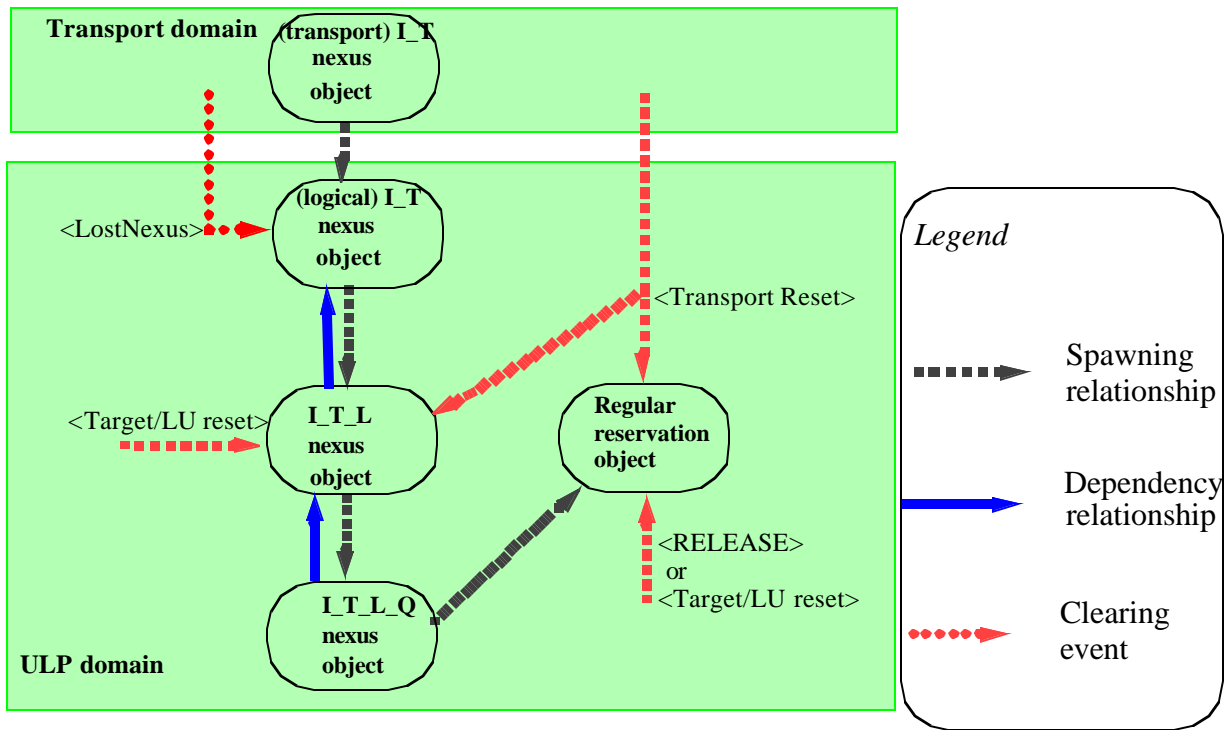 Transport domain
(transport) I_T
nexus
object
(logical) I_T
nexus
object
<LostNexus>
<Transport Reset>
<Target/LU reset>
I_T_L
nexus
object
Regular
reservation
object
<RELEASE>
or
<Target/LU reset>
I_T_L_Q
nexus
object
ULP domain
Legend
Spawning
relationship
Dependency
relationship
Clearing
event